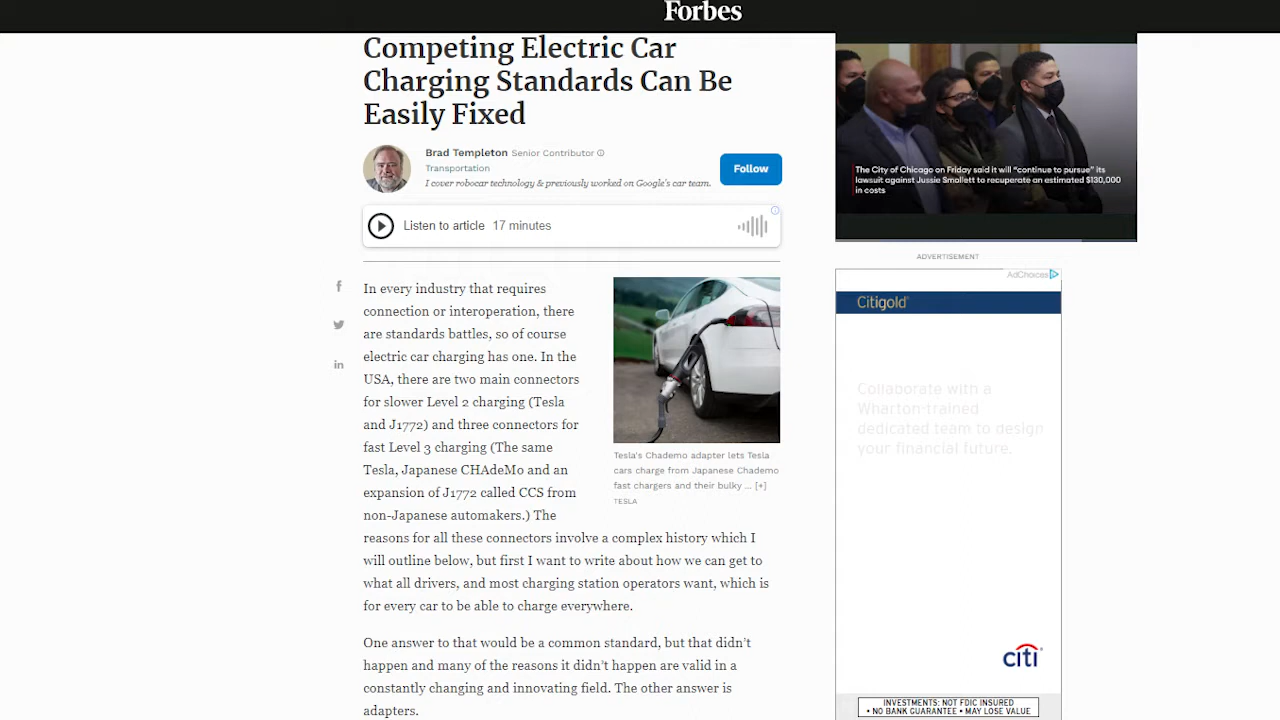 Forbes
Competing Electric Car
Charging Standards Can Be
Easily Fixed
Brad Templeton Senior Contributor
Transportation
I cover robocar technology & previously worked on Google's car team.
Follow
Listen to article 17 minutes
In every industry that requires
connection or interoperation, there
are standards battles, so of course
electric car charging has one. In the
USA, there are two main connectors
for slower Level 2 charging (Tesla
and J1772) and three connectors for
fast Level 3 charging (The same
Tesla, Japanese CHAdeMo and an
expansion of J1772 called CCS from
non-Japanese automakers.) The
reasons for all these connectors involve a complex history which I
will outline below, but first I want to write about how we can get to
what all drivers, and most charging station operators want, which is
for every car to be able to charge everywhere.
One answer to that would be a common standard, but that didn't
happen and many of the reasons it didn't happen are valid in a
constantly changing and innovating field. The other answer is
adapters.
Tesla's Chademo adapter lets Tesla
cars charge from Japanese Chademo
fast chargers and their bulky ... [+]
TESLA
The City of Chicago on Friday said it will "continue to pursue" its
lawsuit against Jussie Smollett to recuperate an estimated $130,000
in costs
ADVERTISEMENT
AdChoices
Citigold
Collaborate with a
Wharton-trained
dedicated team to design
your financial future.
citi
INVESTMENTS: NOT FDIC INSURED
• NO BANK GUARANTEE • MAY LOSE VALUE